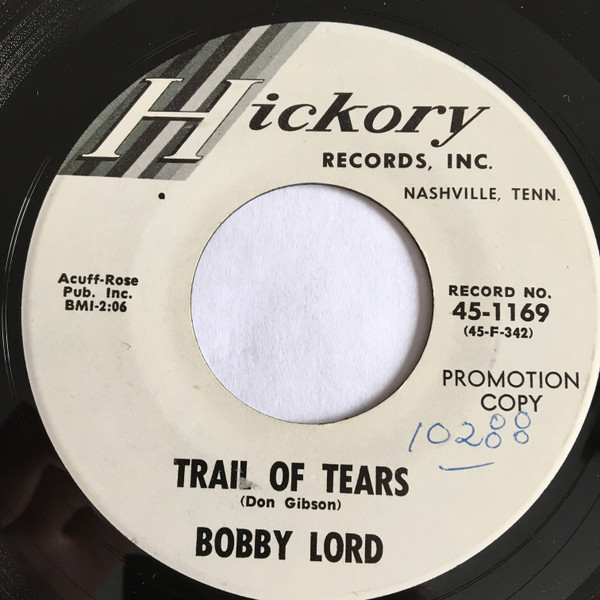 Hickory
RECORDS, INC.
NASHVILLE, TENN.
Acuff-Rose
Pub. Inc.
BMI-2:06
RECORD NO.
45-1169
(45-F-342)
PROMOTION
COPY
TRAIL OF TEARS
(Don Gibson)
BOBBY LORD